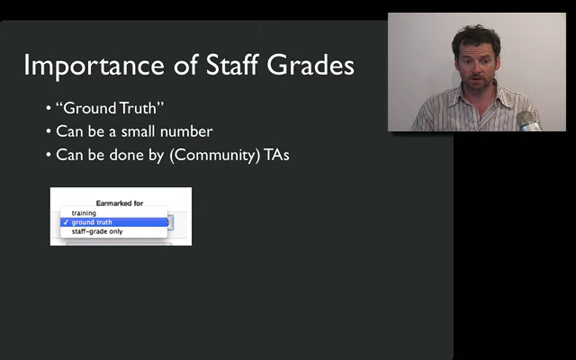 Importance of Staff Grades
• “Ground Truth”
• Can be a small number
• Can be done by (Community) TAs
Earmarked for
training
✓ ground truth
staff-grade only